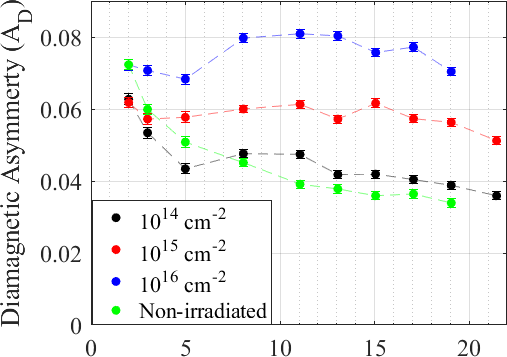 Diamagnetic Asymmerty (A_D)
0.08
0.06
0.04
0.02
0
0 5 10 15 20
10^14 cm^-2
10^15 cm^-2
10^16 cm^-2
Non-irradiated